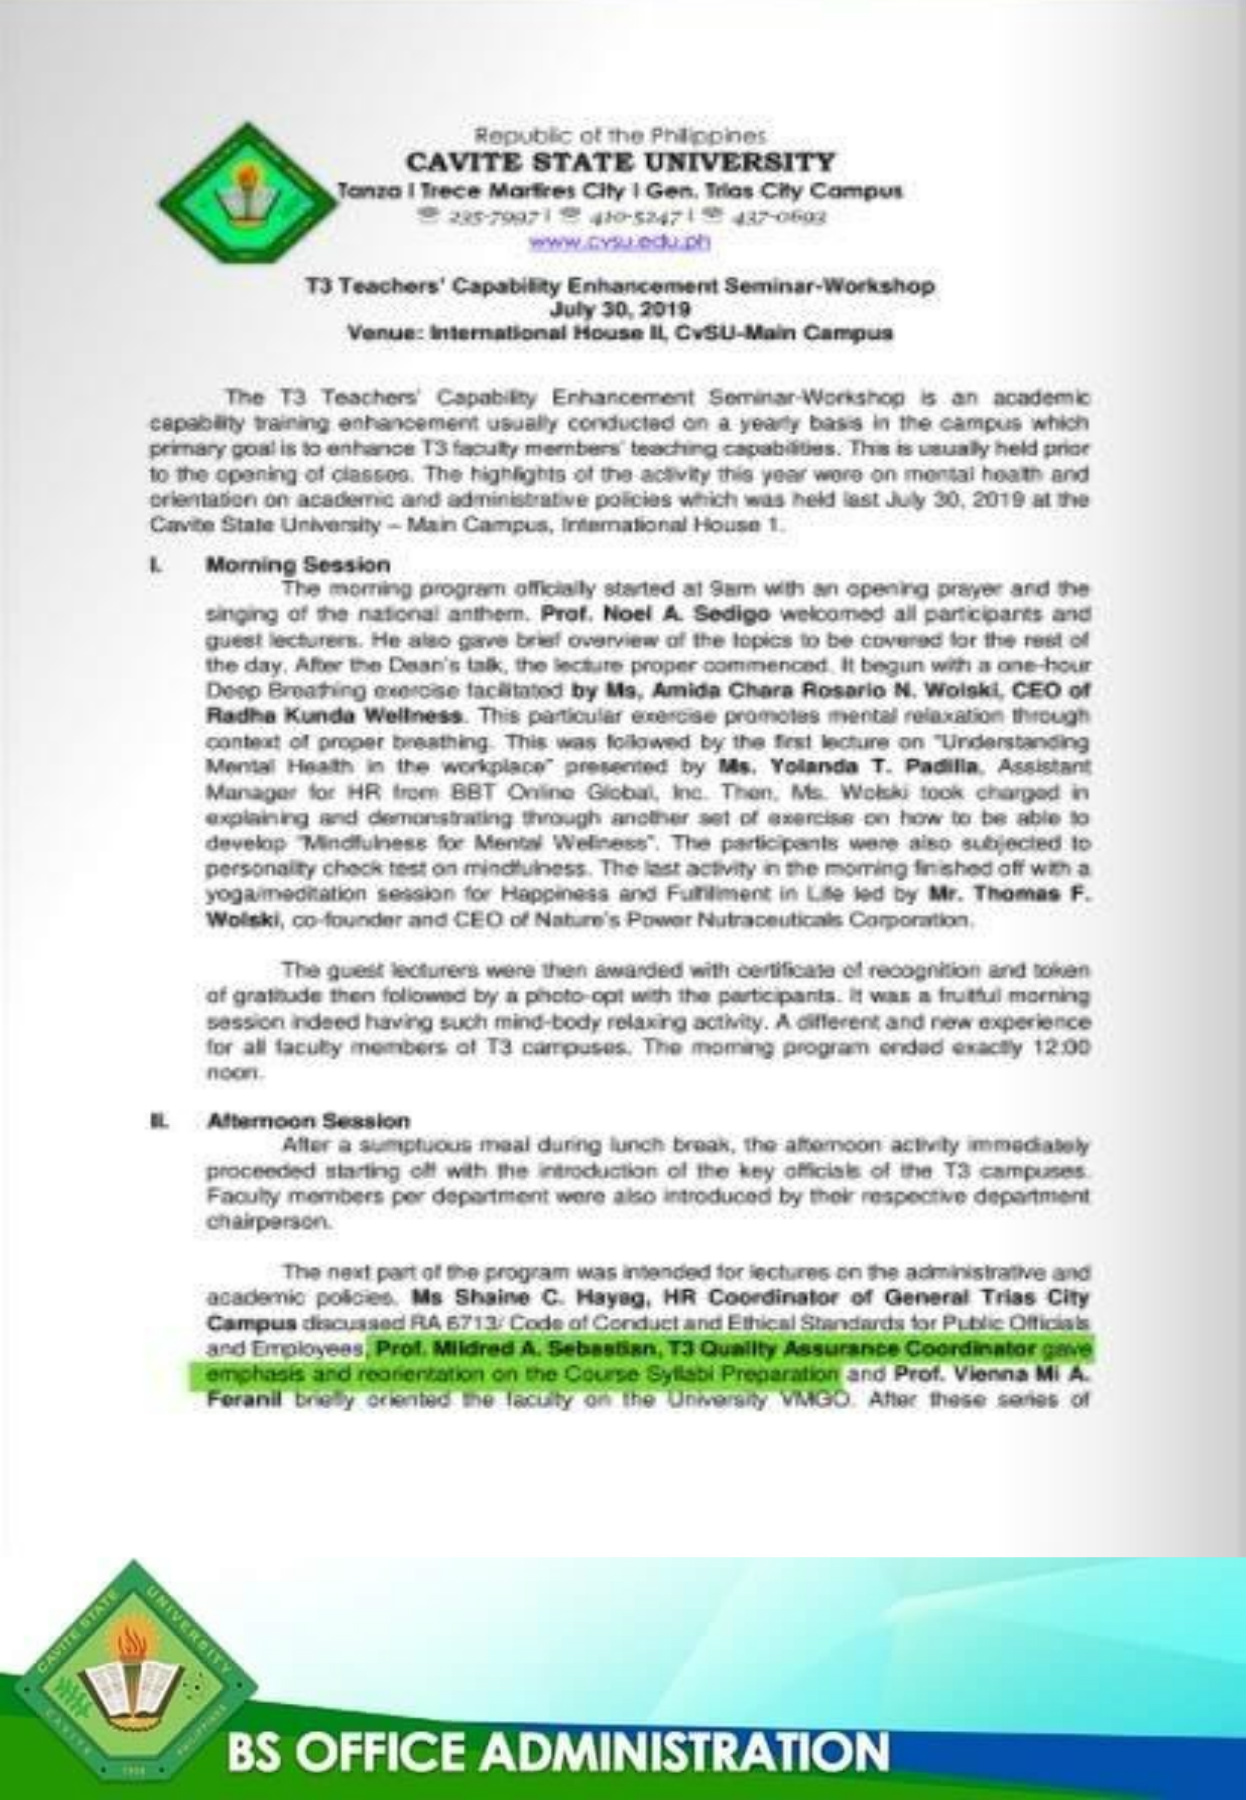 Republic of the Philippines
CAVITE STATE UNIVERSITY
Tanza | Trece Martires City | Gen. Trias City Campus
☏ 235-7997 | ☏ 410-5247 | ☏ 437-0693
www.cvsu.edu.ph
T3 Teachers' Capability Enhancement Seminar-Workshop
July 30, 2019
Venue: International House II, CvSU-Main Campus
The T3 Teachers' Capability Enhancement Seminar-Workshop is an academic
capability training enhancement usually conducted on a yearly basis in the campus which
primary goal is to enhance T3 faculty members' teaching capabilities. This is usually held prior
to the opening of classes. The highlights of the activity this year were on mental health and
orientation on academic and administrative policies which was held last July 30, 2019 at the
Cavite State University – Main Campus, International House 1.
I. Morning Session
The morning program officially started at 9am with an opening prayer and the
singing of the national anthem. Prof. Noel A. Sedigo welcomed all participants and
guest lecturers. He also gave brief overview of the topics to be covered for the rest of
the day. After the Dean's talk, the lecture proper commenced. It begun with a one-hour
Deep Breathing exercise facilitated by Ms, Amida Chara Rosario N. Wolski, CEO of
Radha Kunda Wellness. This particular exercise promotes mental relaxation through
context of proper breathing. This was followed by the first lecture on "Understanding
Mental Health in the workplace" presented by Ms. Yolanda T. Padilla, Assistant
Manager for HR from BBT Online Global, Inc. Then, Ms. Wolski took charged in
explaining and demonstrating through another set of exercise on how to be able to
develop "Mindfulness for Mental Wellness". The participants were also subjected to
personality check test on mindfulness. The last activity in the morning finished off with a
yoga/meditation session for Happiness and Fulfillment in Life led by Mr. Thomas F.
Wolski, co-founder and CEO of Nature's Power Nutraceuticals Corporation.
The guest lecturers were then awarded with certificate of recognition and token
of gratitude then followed by a photo-opt with the participants. It was a fruitful morning
session indeed having such mind-body relaxing activity. A different and new experience
for all faculty members of T3 campuses. The morning program ended exactly 12:00
noon.
II. Afternoon Session
After a sumptuous meal during lunch break, the afternoon activity immediately
proceeded starting off with the introduction of the key officials of the T3 campuses.
Faculty members per department were also introduced by their respective department
chairperson.
The next part of the program was intended for lectures on the administrative and
academic policies. Ms Shaine C. Hayag, HR Coordinator of General Trias City
Campus discussed RA 6713/ Code of Conduct and Ethical Standards for Public Officials
and Employees, Prof. Mildred A. Sebastian, T3 Quality Assurance Coordinator gave
emphasis and reorientation on the Course Syllabi Preparation and Prof. Vienna Mi A.
Feranil briefly oriented the faculty on the University VMGO. After these series of
CAVITE STATE UNIVERSITY
CAVITE PHILIPPINES
BS OFFICE ADMINISTRATION